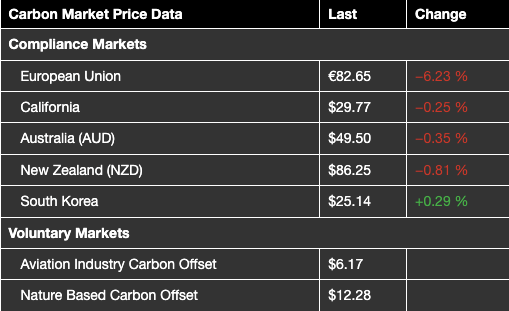 Carbon Market Price Data Last Change
Compliance Markets
European Union €82.65 −6.23 %
California $29.77 −0.25 %
Australia (AUD) $49.50 −0.35 %
New Zealand (NZD) $86.25 −0.81 %
South Korea $25.14 +0.29 %
Voluntary Markets
Aviation Industry Carbon Offset $6.17
Nature Based Carbon Offset $12.28